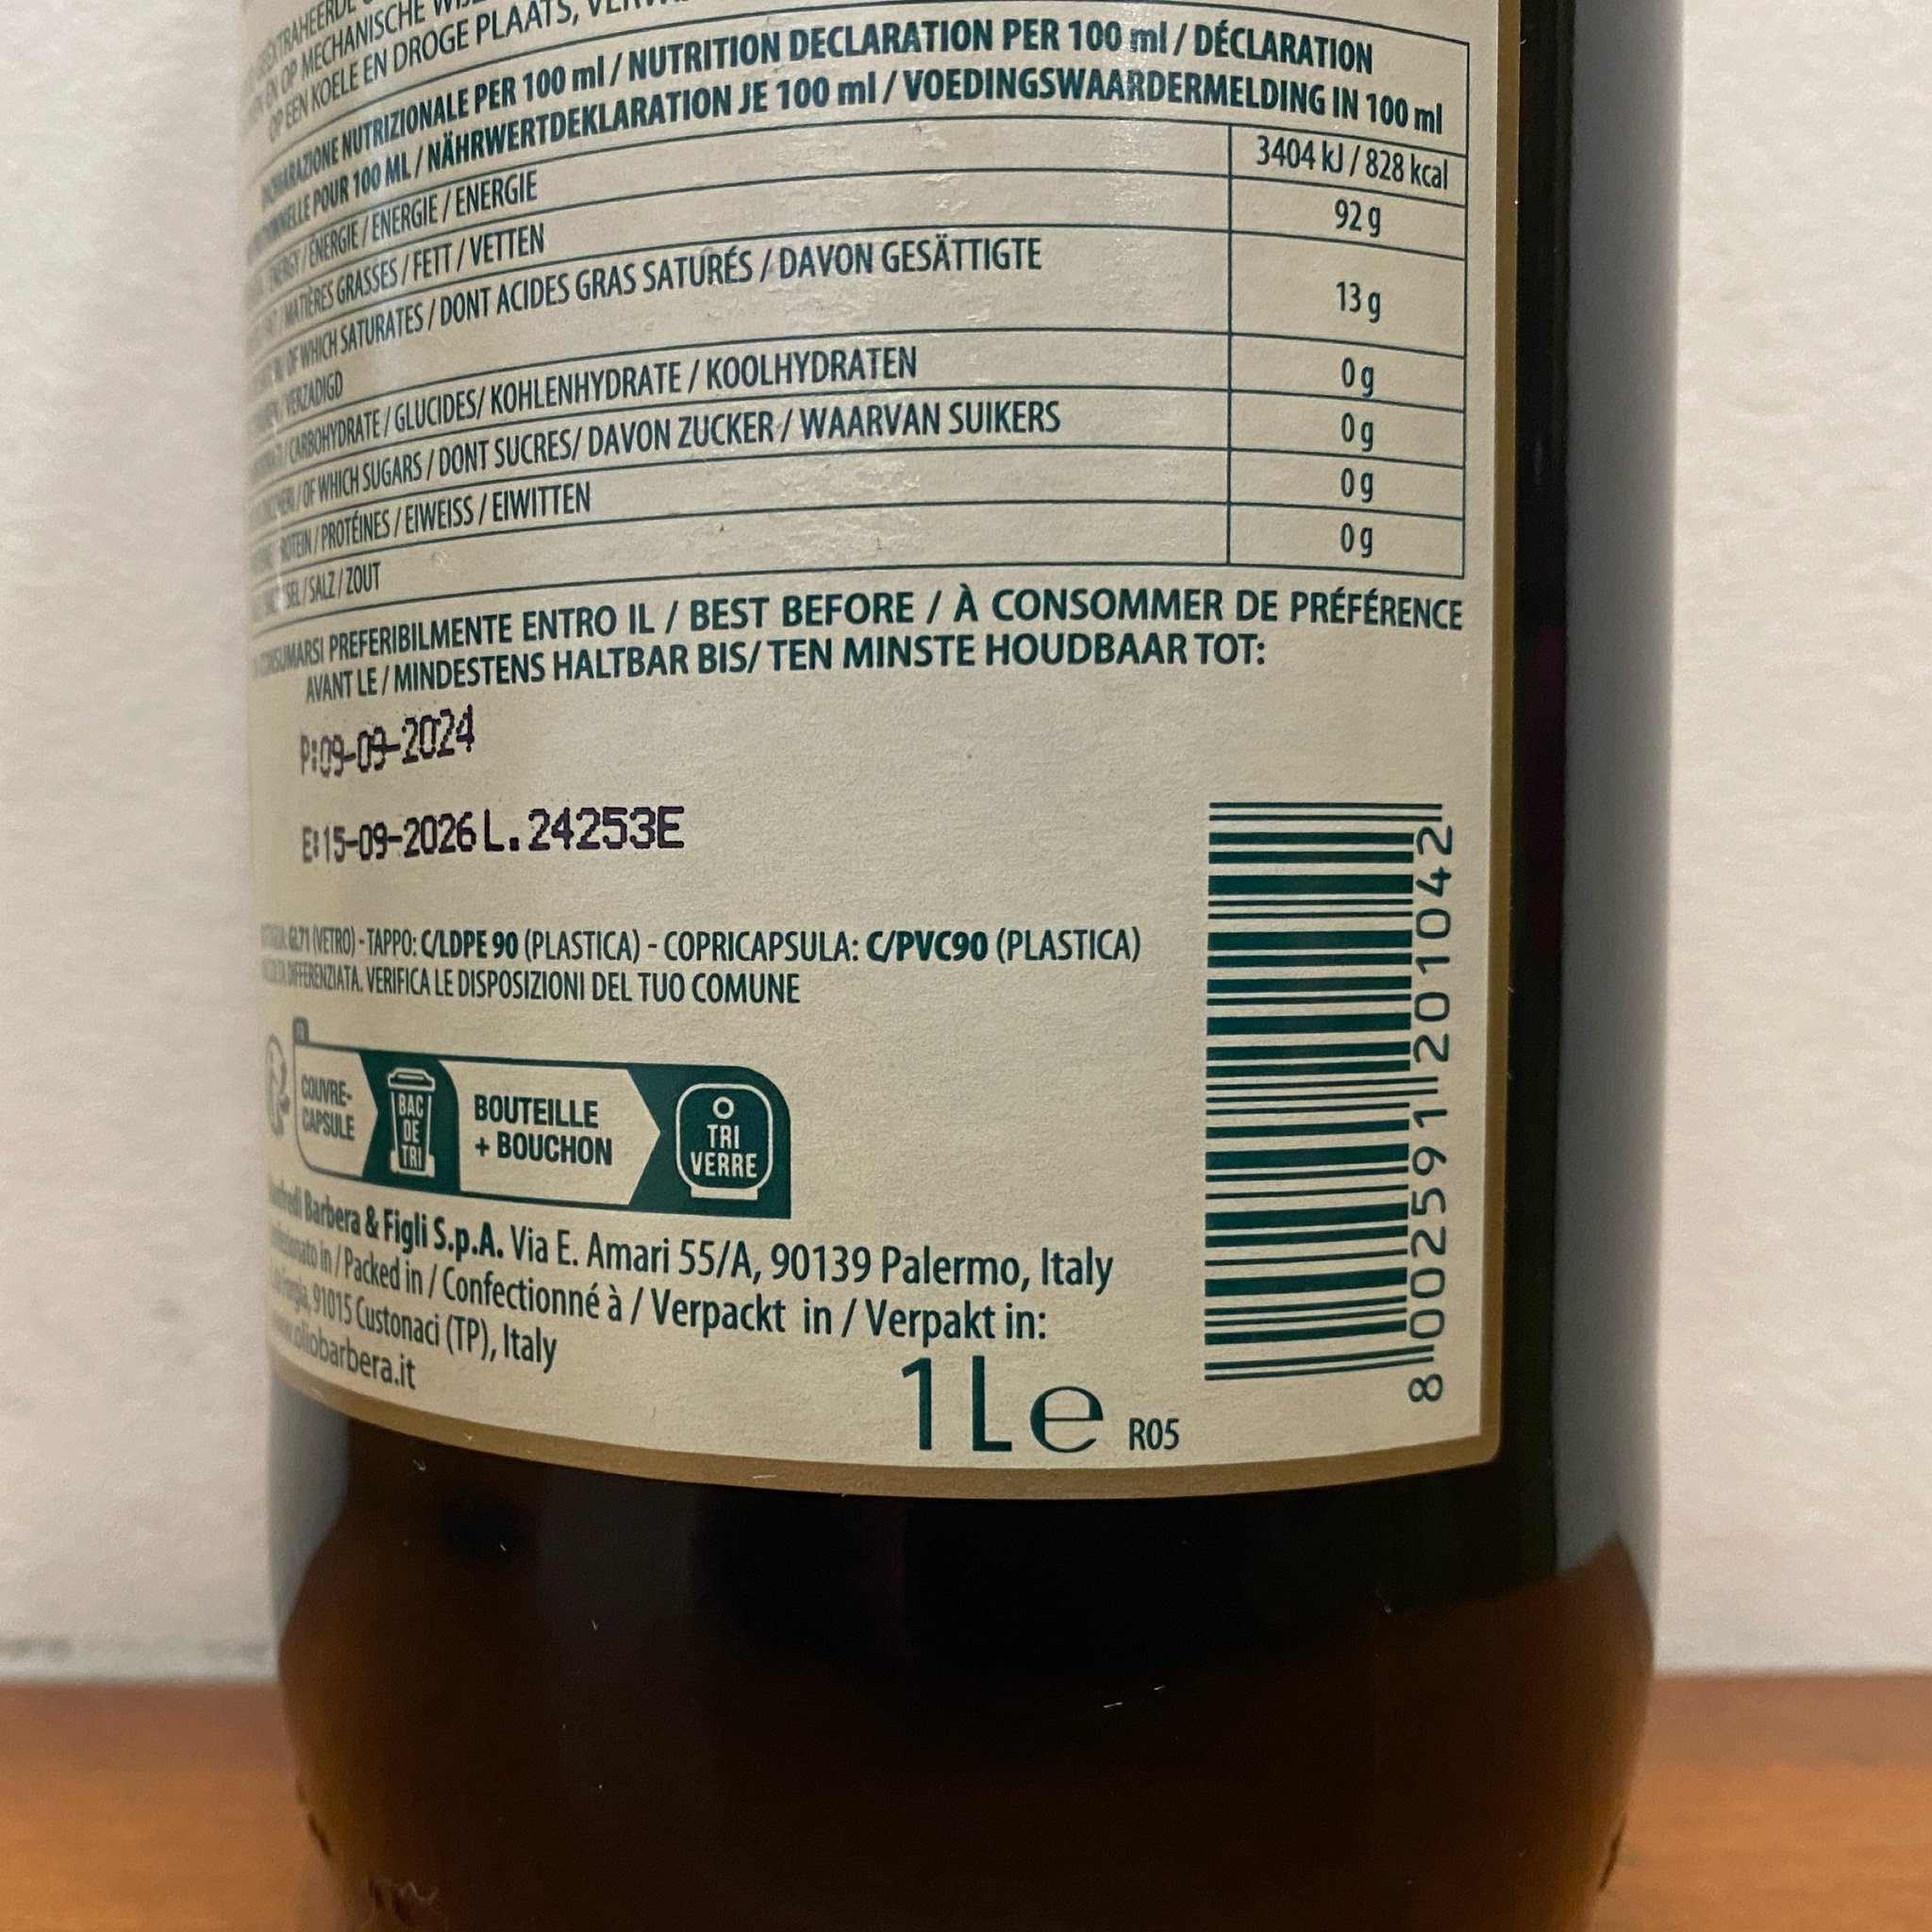 OP MECHANISCHE
OP EEN KOELE EN DROGE PLAATS,
NUTRIZIONALE PER 100 ml / NUTRITION DECLARATION PER 100 ml / DÉCLARATION
POUR 100 ML / NÄHRWERTDEKLARATION JE 100 ml / VOEDINGSWAARDERMELDING IN 100 ml
ENERGY / ÉNERGIE / ENERGIE / ENERGIE 3404 kJ / 828 kcal
MATIÈRES GRASSES / FETT / VETTEN 92 g
OF WHICH SATURATES / DONT ACIDES GRAS SATURÉS / DAVON GESÄTTIGTE
VERZADIGD 13 g
/ CARBOHYDRATE / GLUCIDES/ KOHLENHYDRATE / KOOLHYDRATEN 0 g
/ OF WHICH SUGARS / DONT SUCRES/ DAVON ZUCKER / WAARVAN SUIKERS 0 g
/ PROTÉINES / EIWEISS / EIWITTEN 0 g
SEL / SALZ / ZOUT 0 g
PREFERIBILMENTE ENTRO IL / BEST BEFORE / À CONSOMMER DE PRÉFÉRENCE
AVANT LE / MINDESTENS HALTBAR BIS/ TEN MINSTE HOUDBAAR TOT:
P:09-09-2024
E:15-09-2026 L.24253E
GL71 (VETRO) - TAPPO: C/LDPE 90 (PLASTICA) - COPRICAPSULA: C/PVC90 (PLASTICA)
DIFFERENZIATA. VERIFICA LE DISPOSIZIONI DEL TUO COMUNE
COUVRE-
CAPSULE
BAC
DE
TRI
BOUTEILLE
+ BOUCHON
TRI
VERRE
Barbera & Figli S.p.A. Via E. Amari 55/A, 90139 Palermo, Italy
in / Packed in / Confectionné à / Verpackt in / Verpakt in:
91015 Custonaci (TP), Italy
www.oliobarbera.it
1 L e R05
8 002591 201042